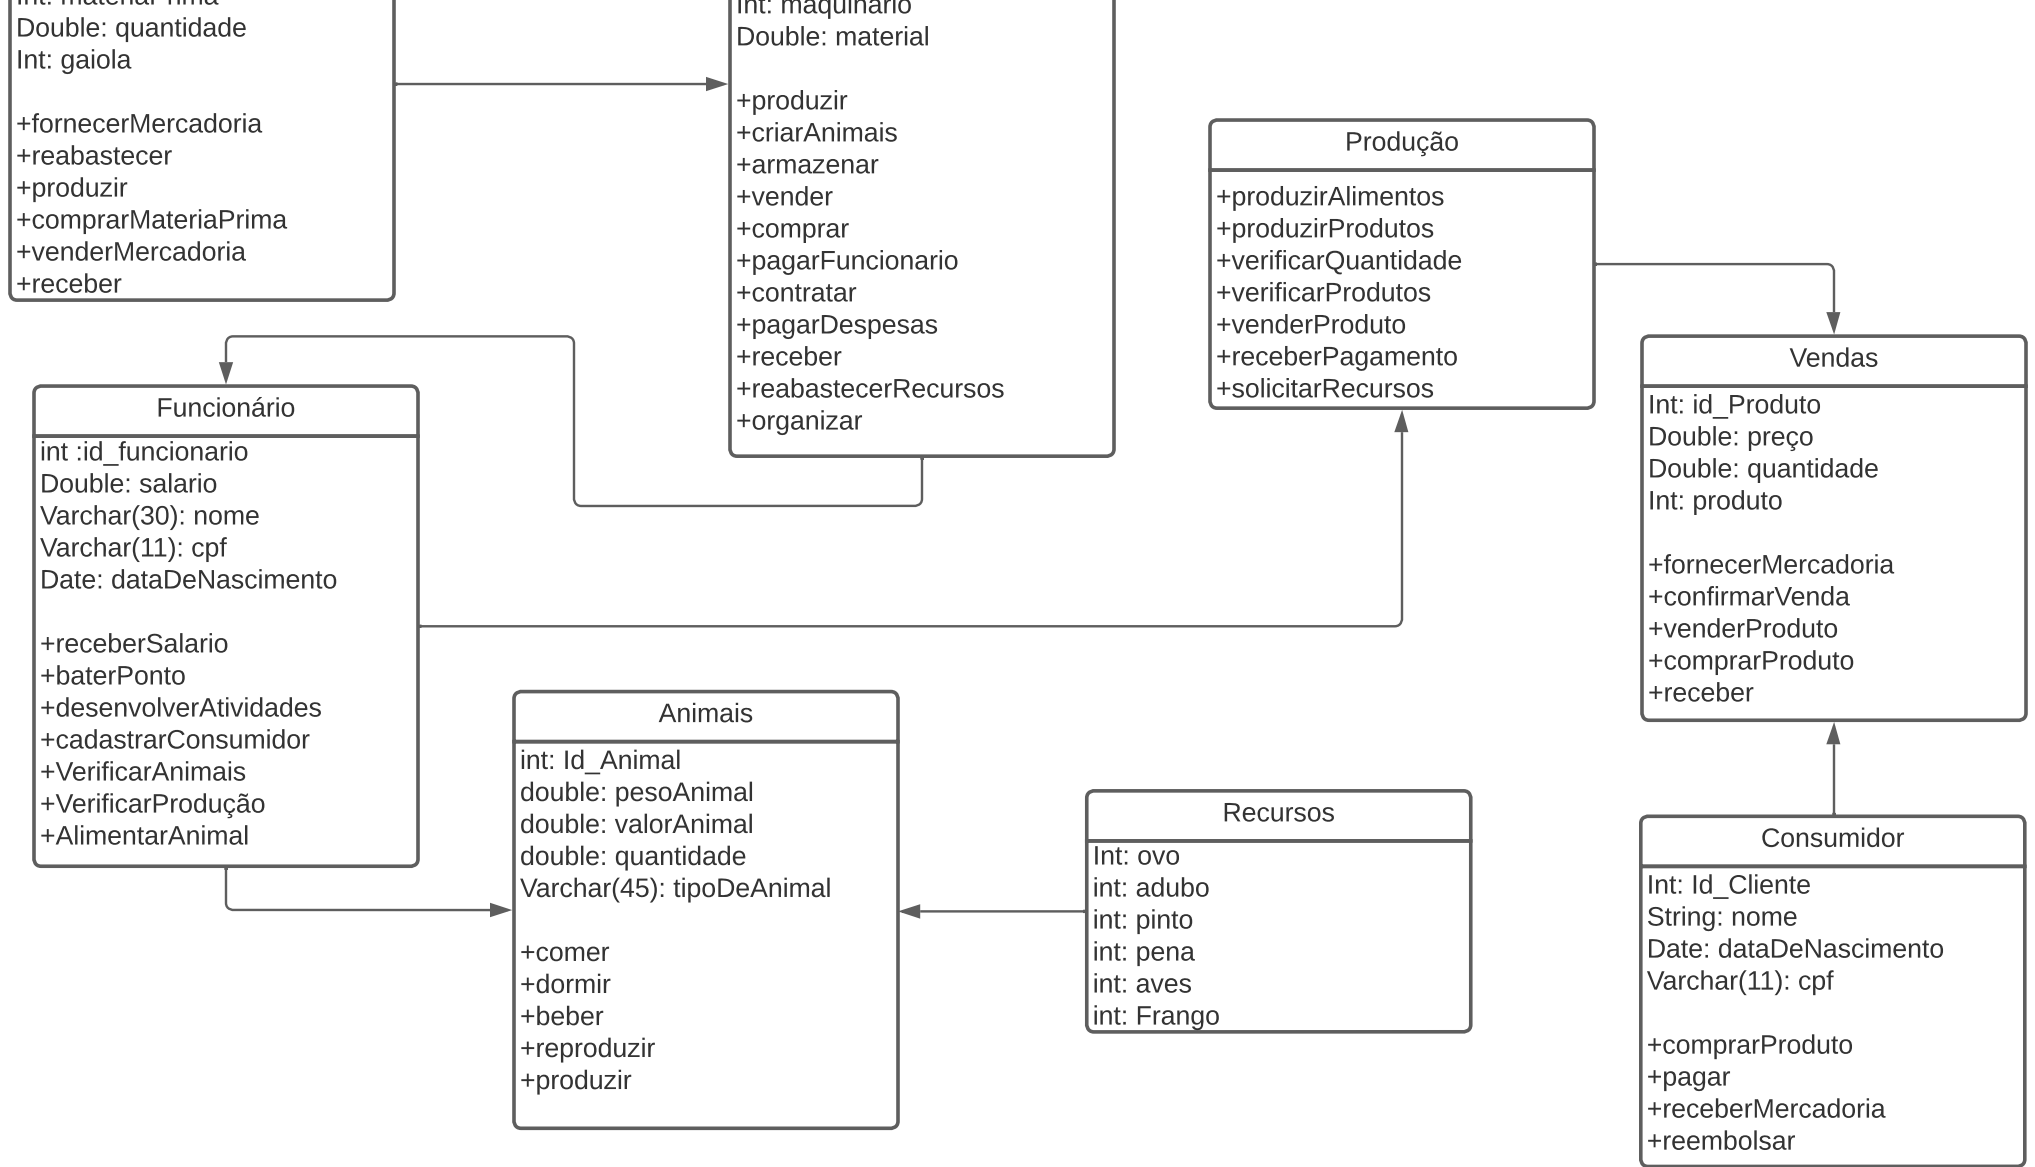 Int: materiaPrima
Double: quantidade
Int: gaiola
+fornecerMercadoria
+reabastecer
+produzir
+comprarMateriaPrima
+venderMercadoria
+receber
Int: maquinario
Double: material
+produzir
+criarAnimais
+armazenar
+vender
+comprar
+pagarFuncionario
+contratar
+pagarDespesas
+receber
+reabastecerRecursos
+organizar
Produção
+produzirAlimentos
+produzirProdutos
+verificarQuantidade
+verificarProdutos
+venderProduto
+receberPagamento
+solicitarRecursos
Vendas
Int: id_Produto
Double: preço
Double: quantidade
Int: produto
+fornecerMercadoria
+confirmarVenda
+venderProduto
+comprarProduto
+receber
Funcionário
int :id_funcionario
Double: salario
Varchar(30): nome
Varchar(11): cpf
Date: dataDeNascimento
+receberSalario
+baterPonto
+desenvolverAtividades
+cadastrarConsumidor
+VerificarAnimais
+VerificarProdução
+AlimentarAnimal
Animais
int: Id_Animal
double: pesoAnimal
double: valorAnimal
double: quantidade
Varchar(45): tipoDeAnimal
+comer
+dormir
+beber
+reproduzir
+produzir
Recursos
Int: ovo
int: adubo
int: pinto
int: pena
int: aves
int: Frango
Consumidor
Int: Id_Cliente
String: nome
Date: dataDeNascimento
Varchar(11): cpf
+comprarProduto
+pagar
+receberMercadoria
+reembolsar